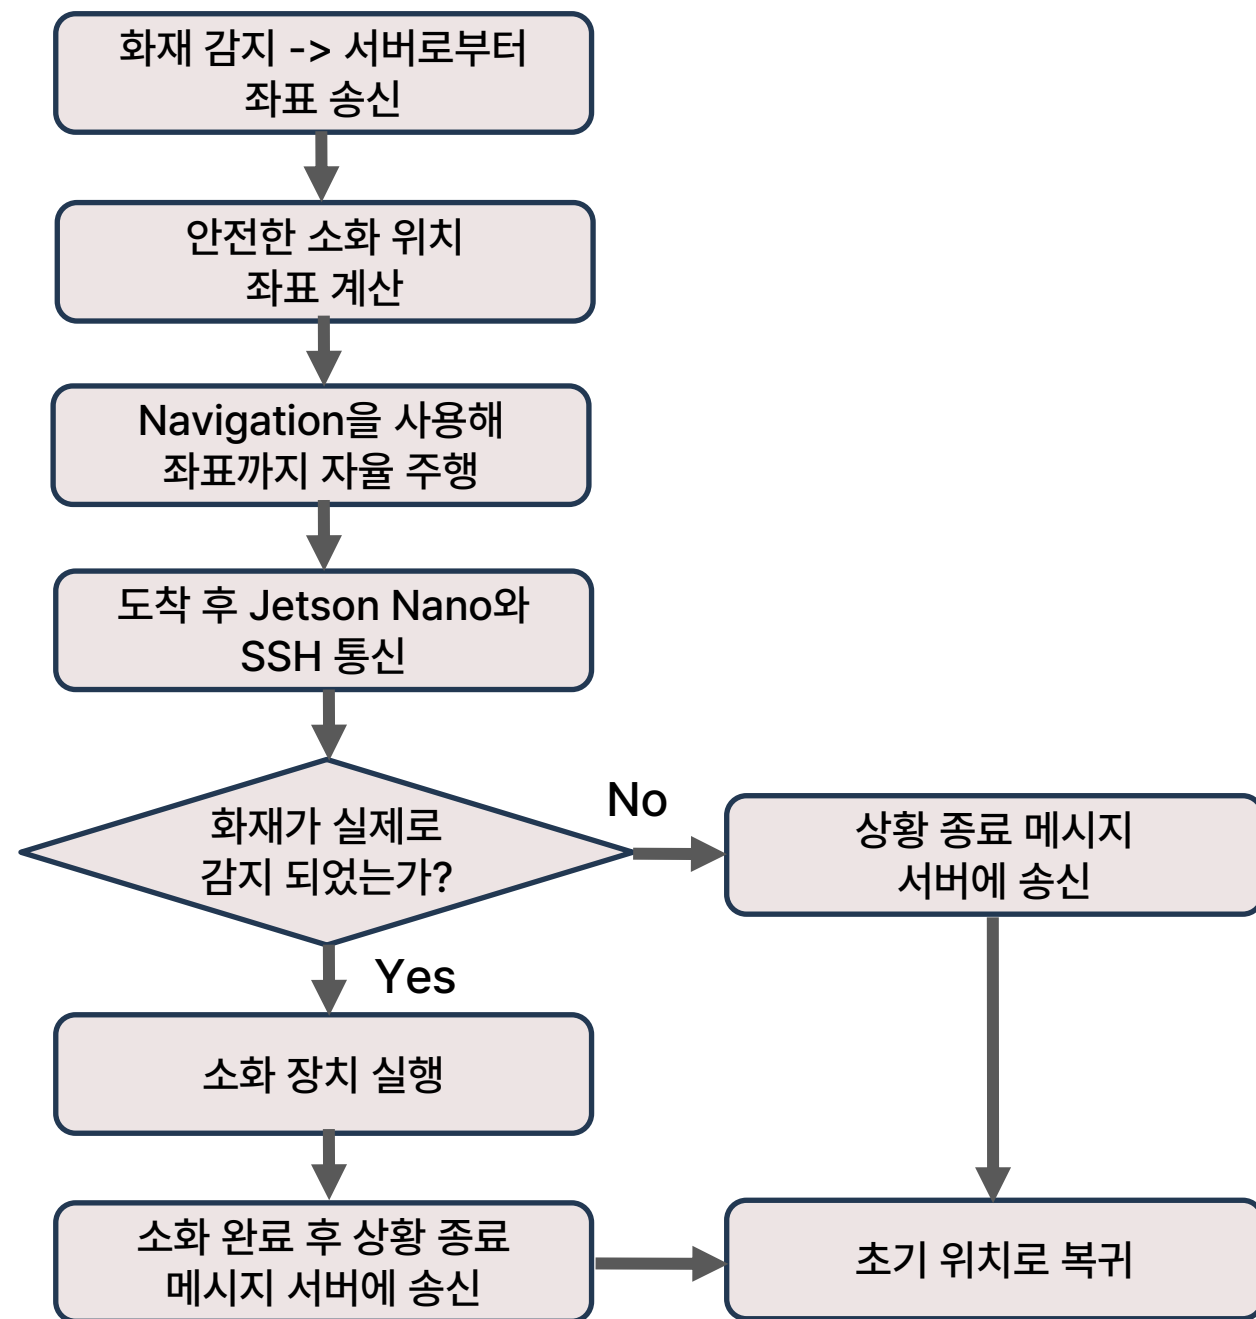 화재 감지 -> 서버로부터
좌표 송신
안전한 소화 위치
좌표 계산
Navigation을 사용해
좌표까지 자율 주행
도착 후 Jetson Nano와
SSH 통신
화재가 실제로
감지 되었는가?
No
상황 종료 메시지
서버에 송신
Yes
소화 장치 실행
소화 완료 후 상황 종료
메시지 서버에 송신
초기 위치로 복귀